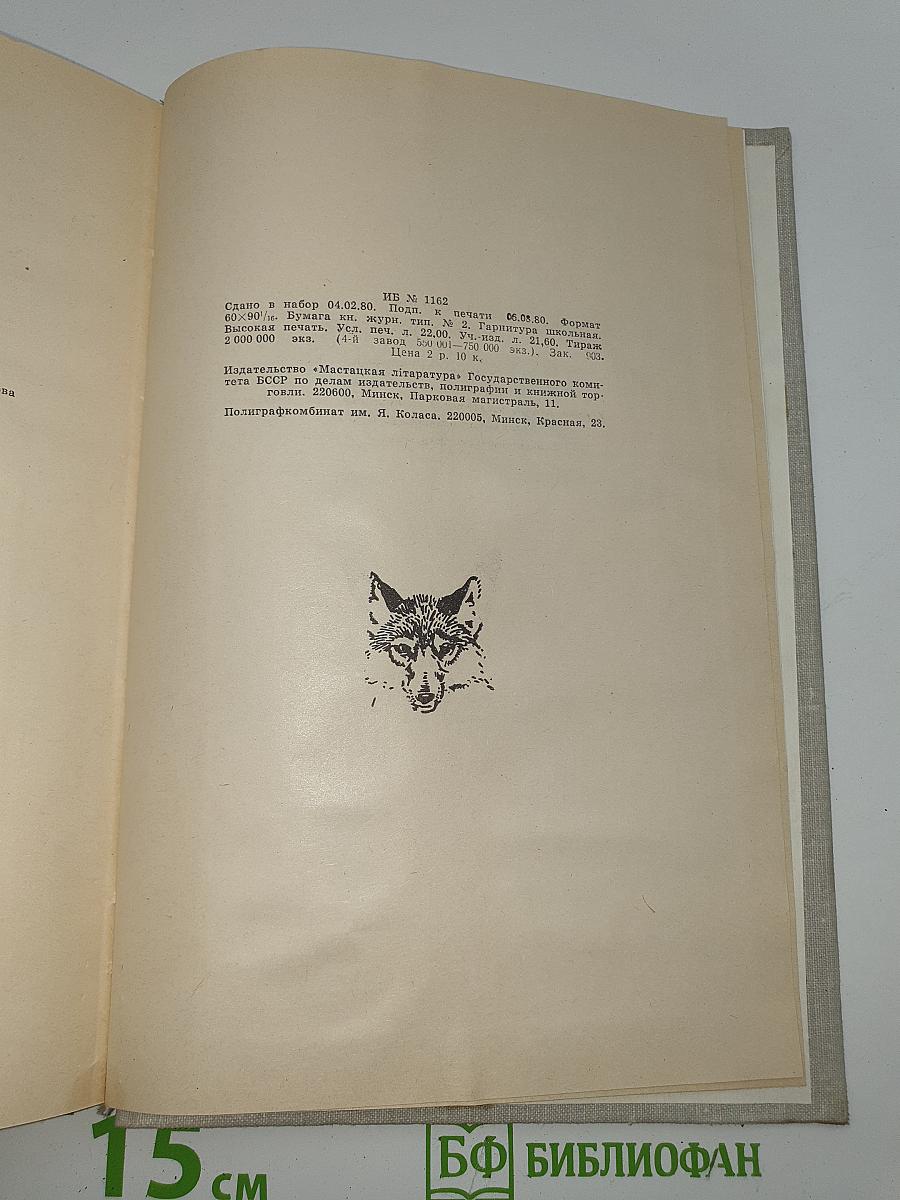 ова
ИБ № 1162
Сдано в набор 04.02.80. Подп. к печати 06.08.80. Формат
60×90¹/₁₆. Бумага кн. журн. тип. № 2. Гарнитура школьная.
Высокая печать. Усл. печ. л. 22,00. Уч.-изд. л. 21,60. Тираж
2 000 000 экз. (4-й завод 550 001—750 000 экз.). Зак. 903.
Цена 2 р. 10 к.
Издательство «Мастацкая літаратура» Государственного коми-
тета БССР по делам издательств, полиграфии и книжной тор-
говли. 220600, Минск, Парковая магистраль, 11.
Полиграфкомбинат им. Я. Коласа. 220005, Минск, Красная, 23.
15 см
БФ БИБЛИОФАН